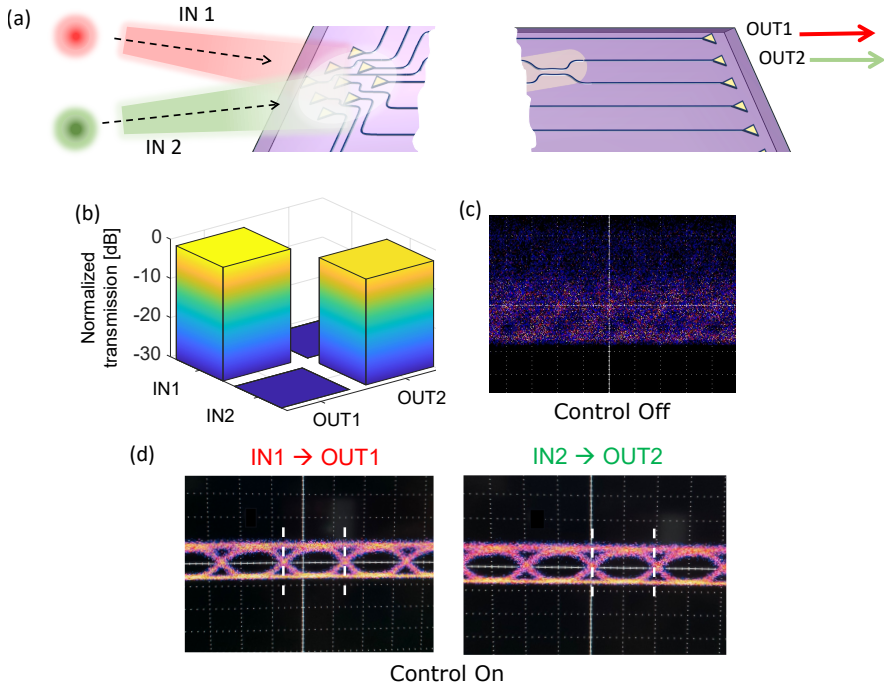 (a)
IN 1
IN 2
OUT1
OUT2
(b)
Normalized
transmission [dB]
0
-10
-20
-30
IN1
IN2
OUT1
OUT2
(c)
Control Off
(d)
IN1 → OUT1
IN2 → OUT2
Control On